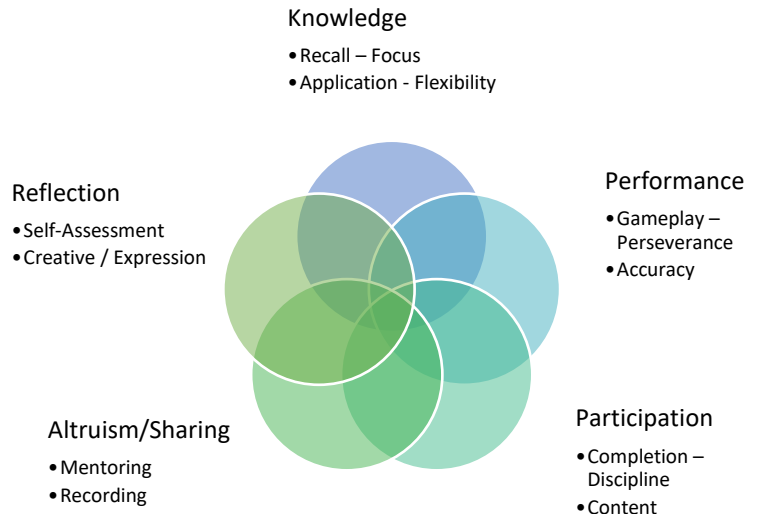 Knowledge
•Recall – Focus
•Application - Flexibility
Performance
•Gameplay –
Perseverance
•Accuracy
Participation
•Completion –
Discipline
•Content
Altruism/Sharing
•Mentoring
•Recording
Reflection
•Self-Assessment
•Creative / Expression